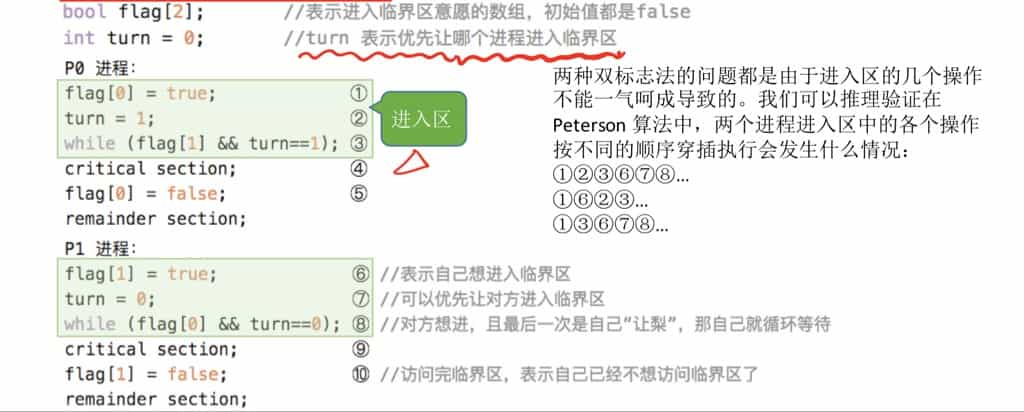 bool flag[2]; //表示进入临界区意愿的数组，初始值都是false
int turn = 0; //turn 表示优先让哪个进程进入临界区
P0 进程：
flag[0] = true; ①
turn = 1; ②
while (flag[1] && turn==1); ③
critical section; ④
flag[0] = false; ⑤
remainder section;
进入区
两种双标志法的问题都是由于进入区的几个操作
不能一气呵成导致的。我们可以推理验证在
Peterson 算法中，两个进程进入区中的各个操作
按不同的顺序穿插执行会发生什么情况：
①②③⑥⑦⑧…
①⑥②③…
①③⑥⑦⑧…
P1 进程：
flag[1] = true; ⑥ //表示自己想进入临界区
turn = 0; ⑦ //可以优先让对方进入临界区
while (flag[0] && turn==0); ⑧ //对方想进，且最后一次是自己“让梨”，那自己就循环等待
critical section; ⑨
flag[1] = false; ⑩ //访问完临界区，表示自己已经不想访问临界区了
remainder section;